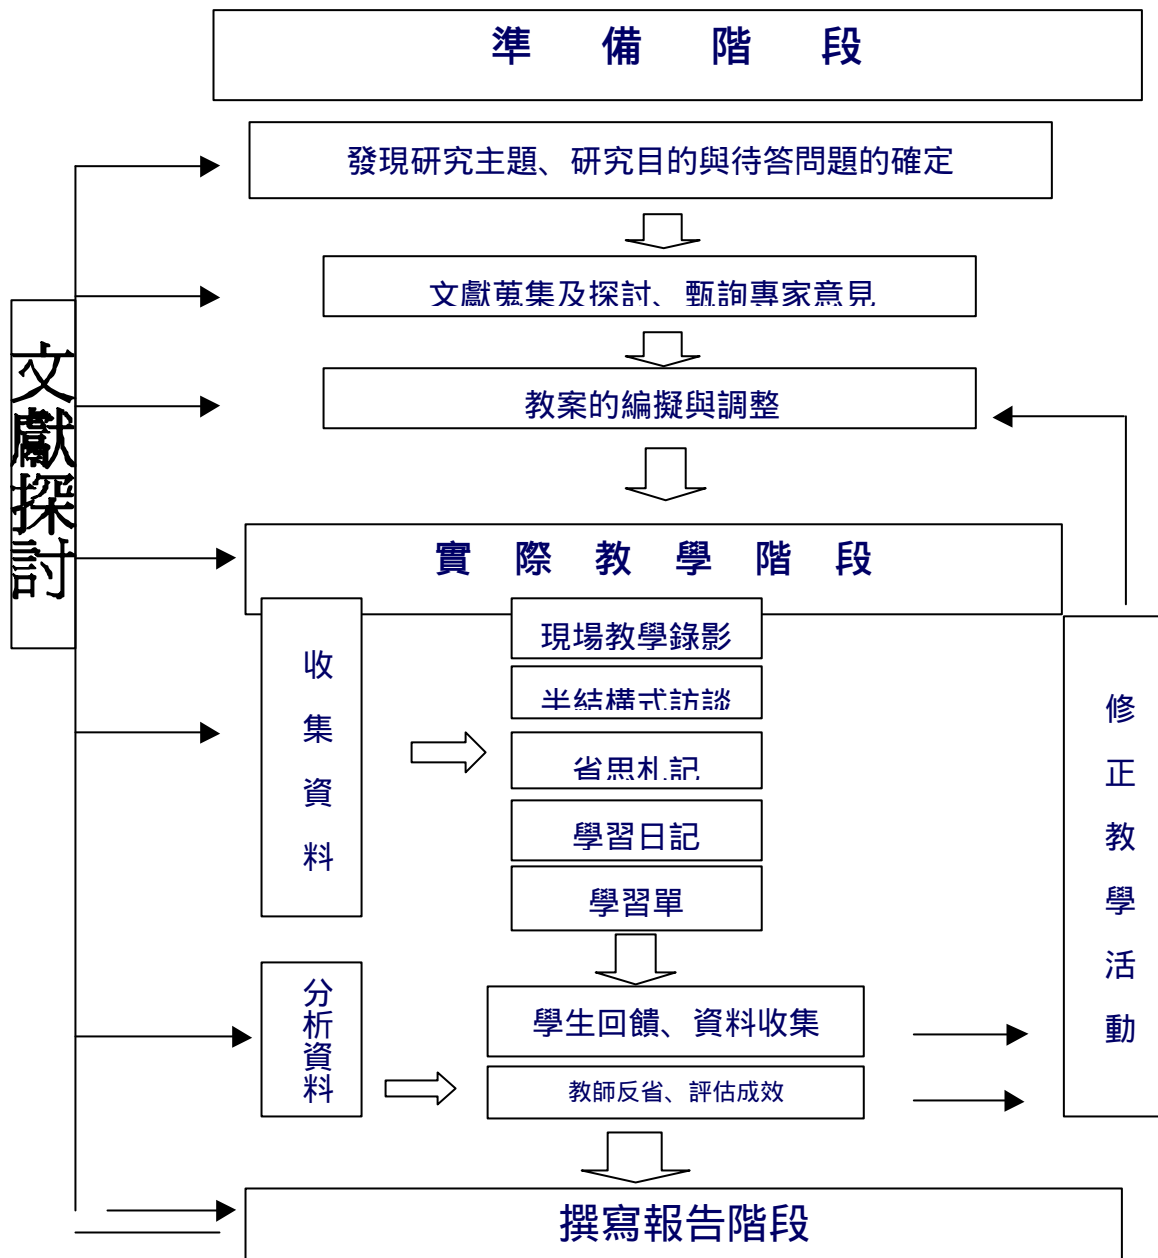 準備階段
發現研究主題、研究目的與待答問題的確定
文獻蒐集及探討、甄詢專家意見
教案的編擬與調整
文獻探討
實際教學階段
收集資料
現場教學錄影
半結構式訪談
省思札記
學習日記
學習單
修正教學活動
分析資料
學生回饋、資料收集
教師反省、評估成效
撰寫報告階段